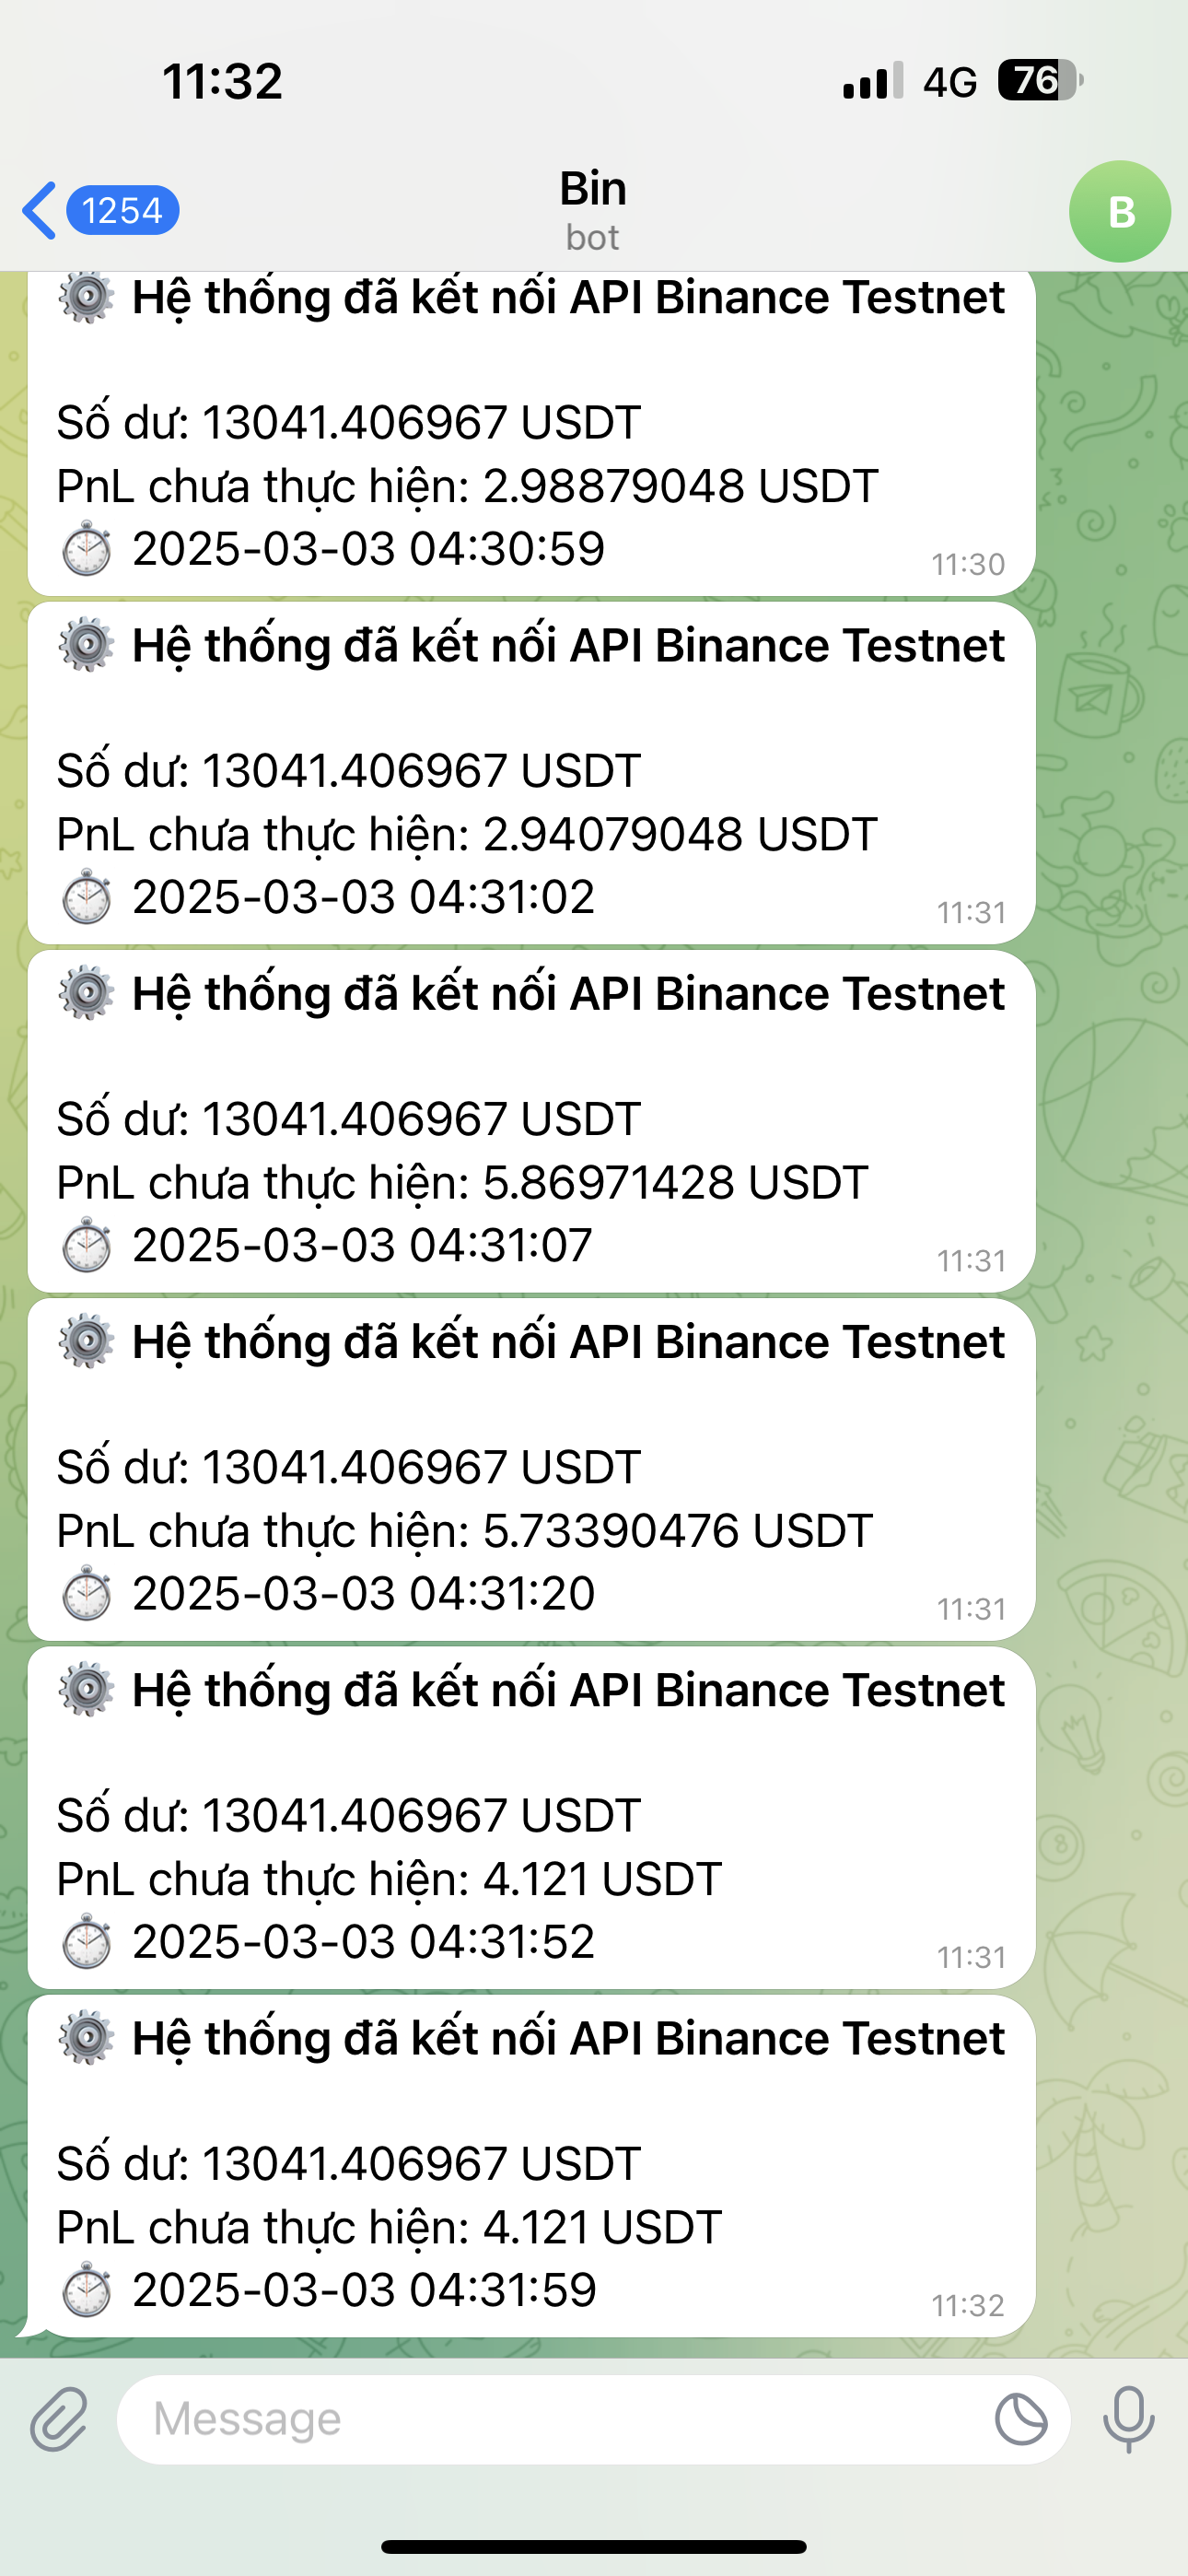 11:32
4G 76
1254
Bin
bot
B
Hệ thống đã kết nối API Binance Testnet
Số dư: 13041.406967 USDT
PnL chưa thực hiện: 2.98879048 USDT
2025-03-03 04:30:59
11:30
Hệ thống đã kết nối API Binance Testnet
Số dư: 13041.406967 USDT
PnL chưa thực hiện: 2.94079048 USDT
2025-03-03 04:31:02
11:31
Hệ thống đã kết nối API Binance Testnet
Số dư: 13041.406967 USDT
PnL chưa thực hiện: 5.86971428 USDT
2025-03-03 04:31:07
11:31
Hệ thống đã kết nối API Binance Testnet
Số dư: 13041.406967 USDT
PnL chưa thực hiện: 5.73390476 USDT
2025-03-03 04:31:20
11:31
Hệ thống đã kết nối API Binance Testnet
Số dư: 13041.406967 USDT
PnL chưa thực hiện: 4.121 USDT
2025-03-03 04:31:52
11:31
Hệ thống đã kết nối API Binance Testnet
Số dư: 13041.406967 USDT
PnL chưa thực hiện: 4.121 USDT
2025-03-03 04:31:59
11:32
Message